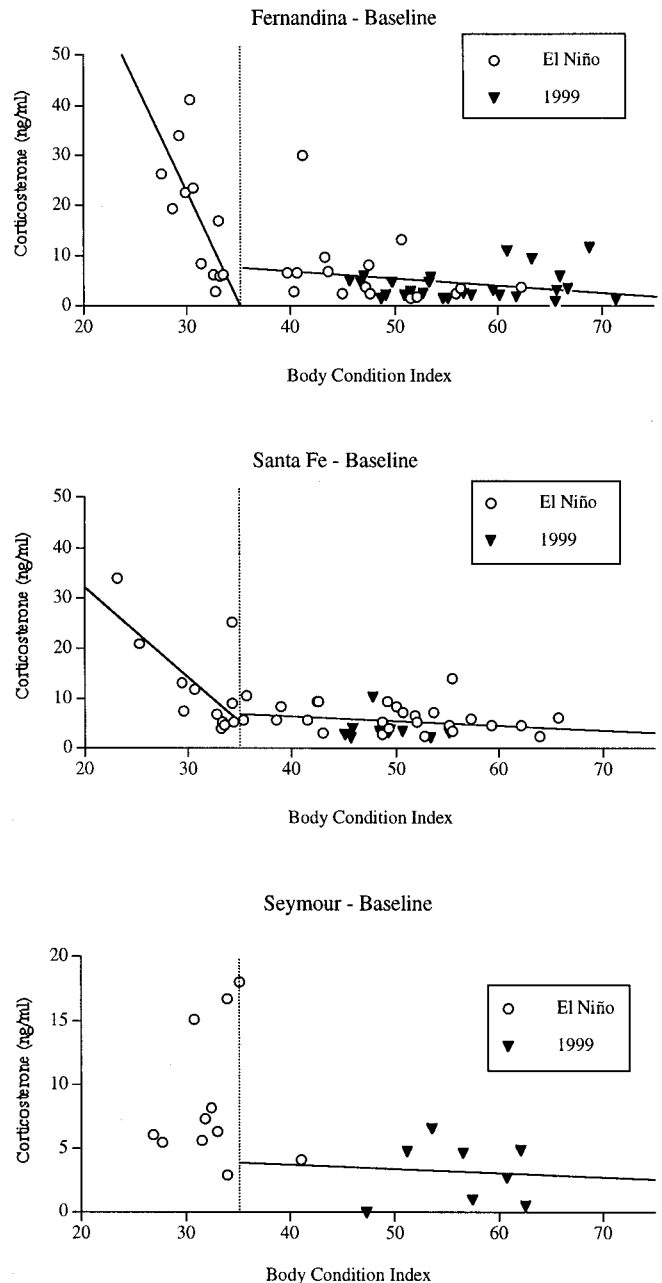 Fernandina - Baseline
El Niño
1999
Corticosterone (ng/ml)
50
40
30
20
10
0
20 30 40 50 60 70
Body Condition Index
Santa Fe - Baseline
El Niño
1999
Corticosterone (ng/ml)
50
40
30
20
10
0
20 30 40 50 60 70
Body Condition Index
Seymour - Baseline
El Niño
1999
Corticosterone (ng/ml)
20
15
10
5
0
20 30 40 50 60 70
Body Condition Index